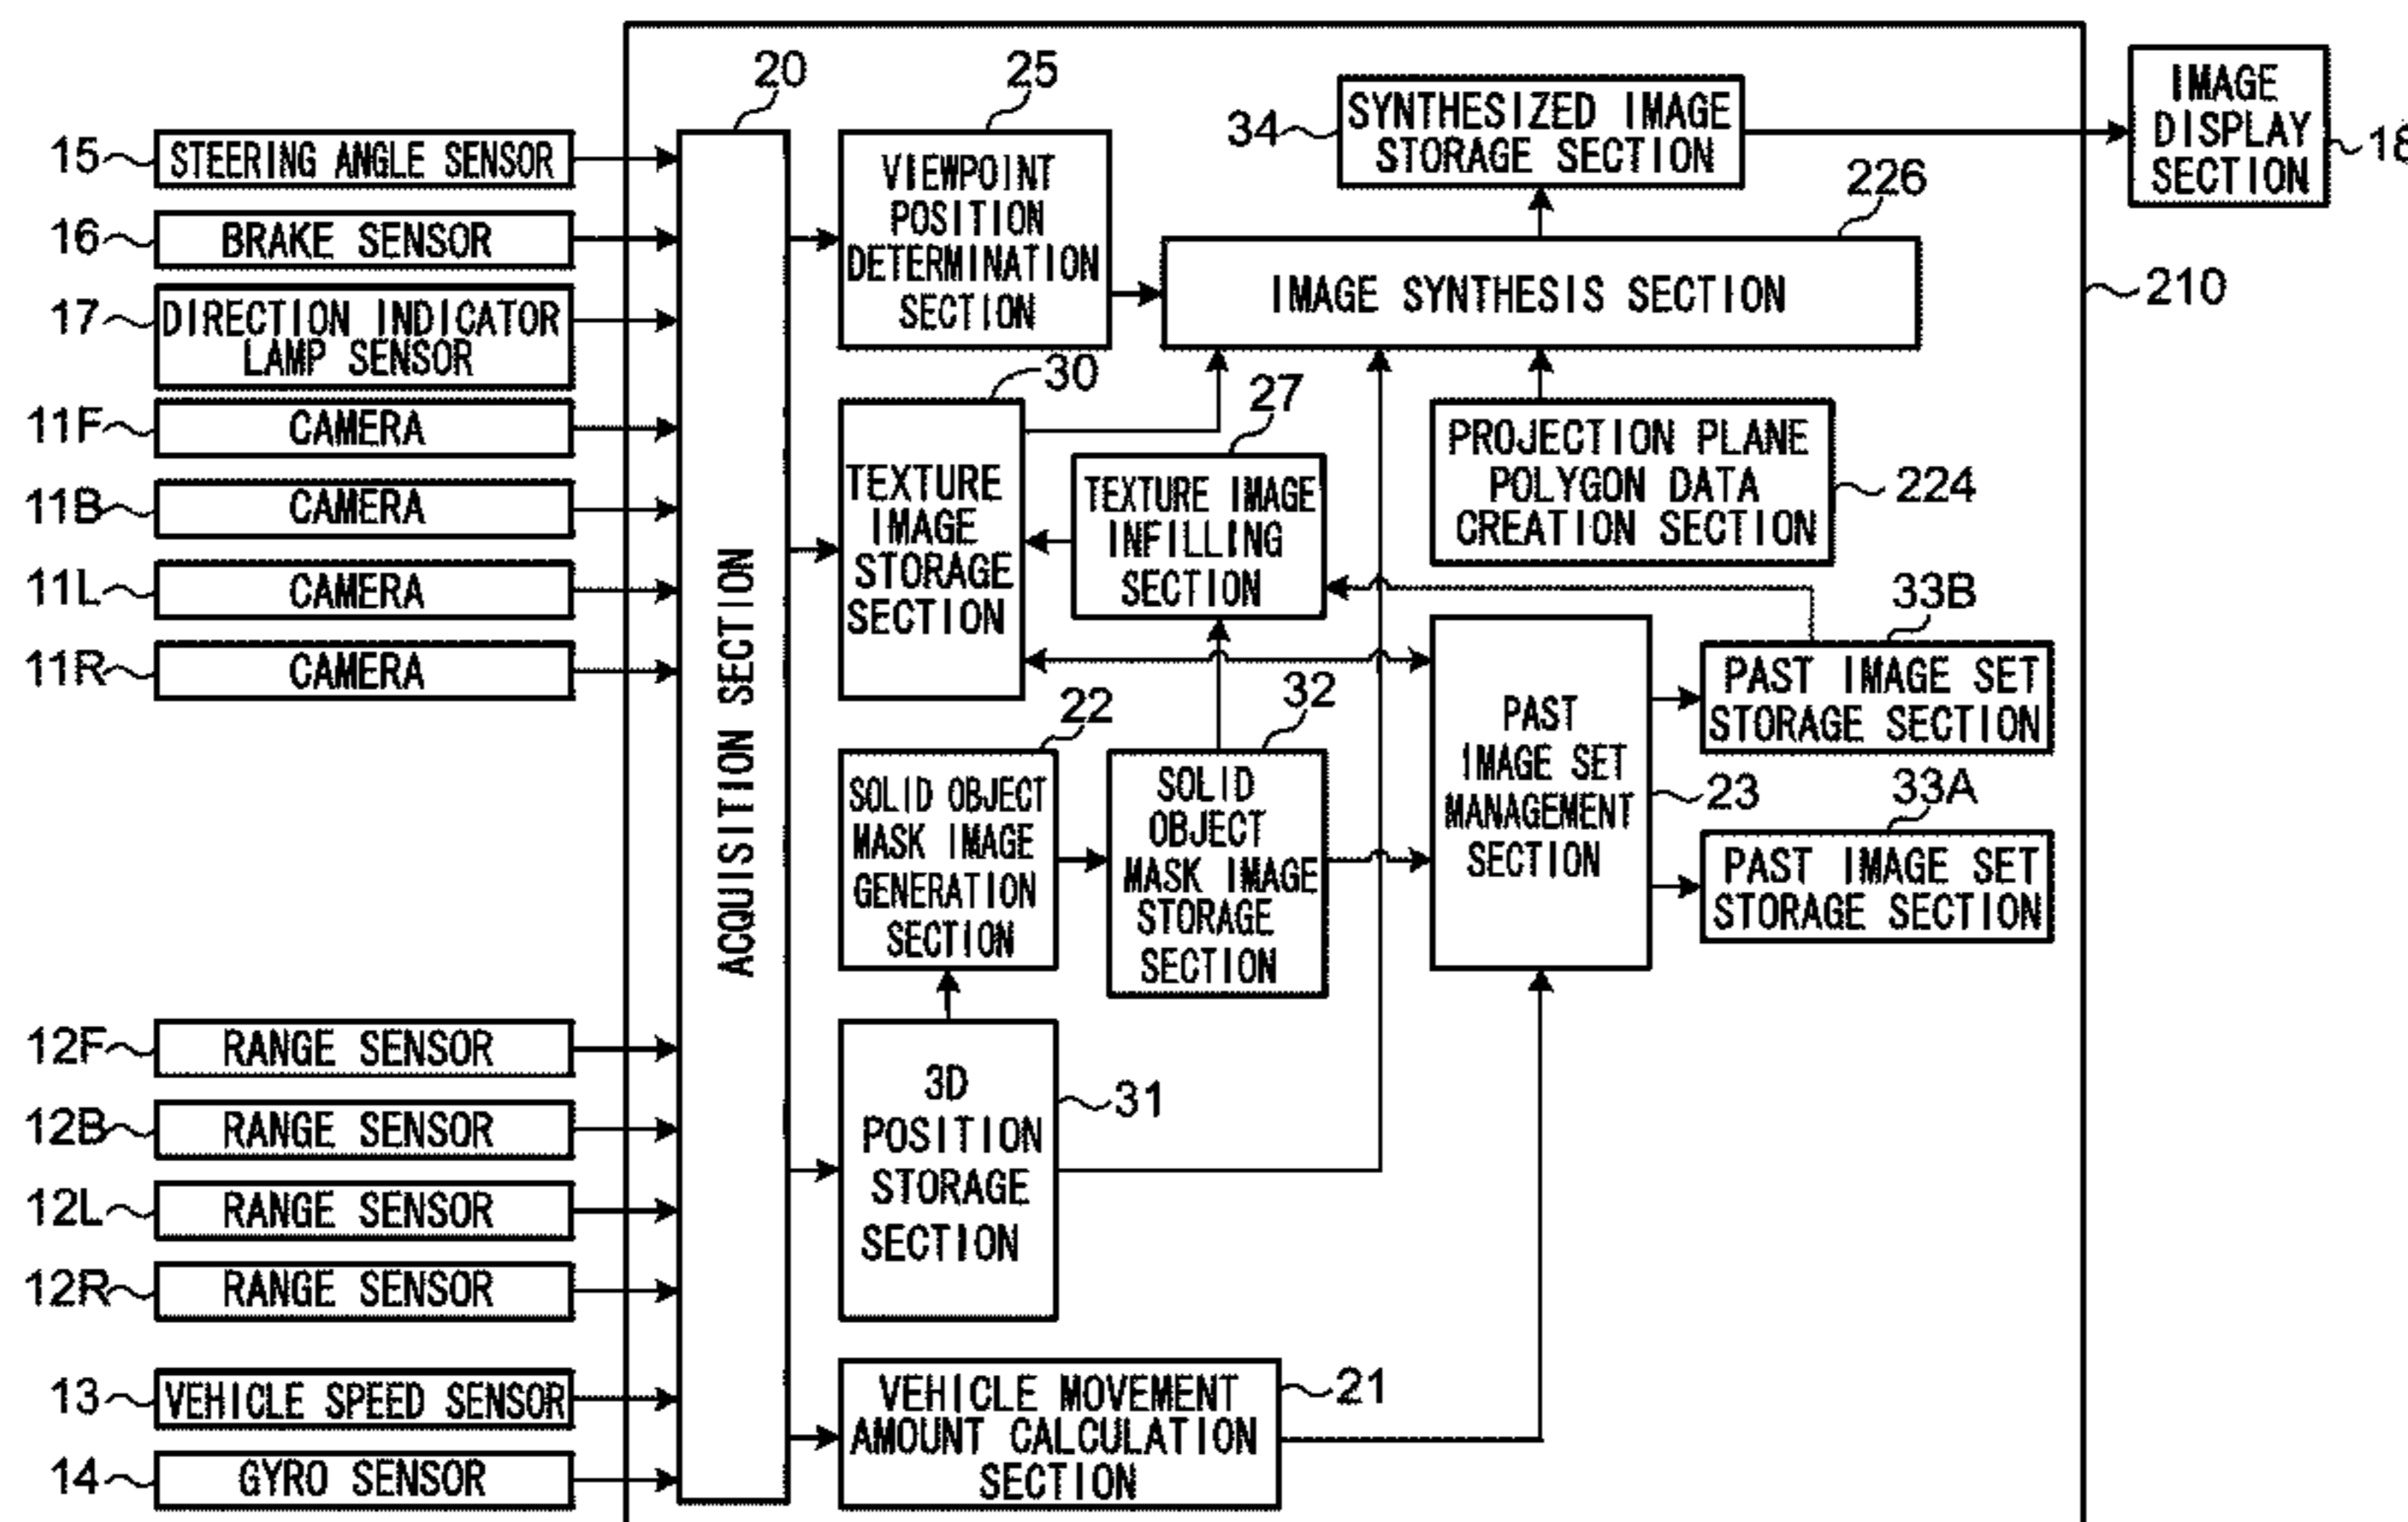 20
25
34
SYNTHESIZED IMAGE
STORAGE SECTION
IMAGE
DISPLAY
SECTION
18
15
STEERING ANGLE SENSOR
16
BRAKE SENSOR
17
DIRECTION INDICATOR
LAMP SENSOR
11F
CAMERA
11B
CAMERA
11L
CAMERA
11R
CAMERA
12F
RANGE SENSOR
12B
RANGE SENSOR
12L
RANGE SENSOR
12R
RANGE SENSOR
13
VEHICLE SPEED SENSOR
14
GYRO SENSOR
ACQUISITION SECTION
VIEWPOINT
POSITION
DETERMINATION
SECTION
226
IMAGE SYNTHESIS SECTION
210
30
TEXTURE
IMAGE
STORAGE
SECTION
27
TEXTURE IMAGE
INFILLING
SECTION
PROJECTION PLANE
POLYGON DATA
CREATION SECTION
224
33B
PAST IMAGE SET
STORAGE SECTION
33A
PAST IMAGE SET
STORAGE SECTION
22
SOLID OBJECT
MASK IMAGE
GENERATION
SECTION
32
SOLID
OBJECT
MASK IMAGE
STORAGE
SECTION
PAST
IMAGE SET
MANAGEMENT
SECTION
23
3D
POSITION
STORAGE
SECTION
31
VEHICLE MOVEMENT
AMOUNT CALCULATION
SECTION
21